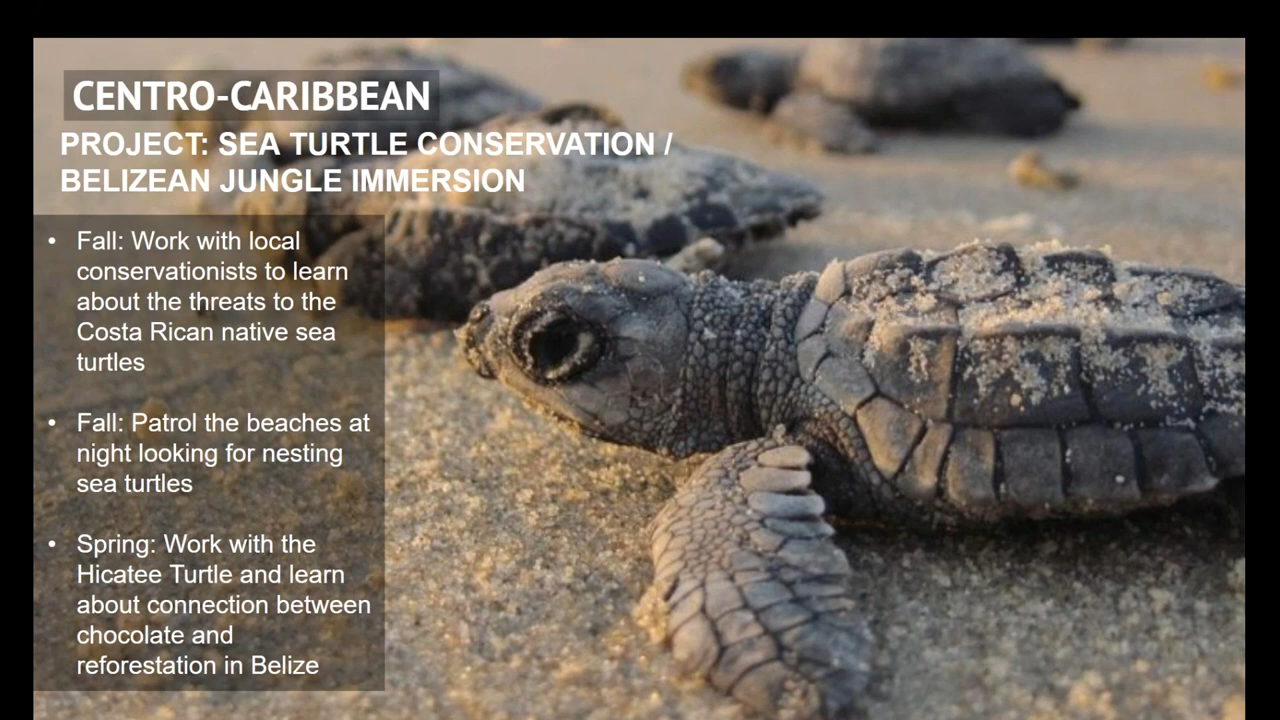 CENTRO-CARIBBEAN
PROJECT: SEA TURTLE CONSERVATION /
BELIZEAN JUNGLE IMMERSION
• Fall: Work with local
conservationists to learn
about the threats to the
Costa Rican native sea
turtles
• Fall: Patrol the beaches at
night looking for nesting
sea turtles
• Spring: Work with the
Hicatee Turtle and learn
about connection between
chocolate and
reforestation in Belize